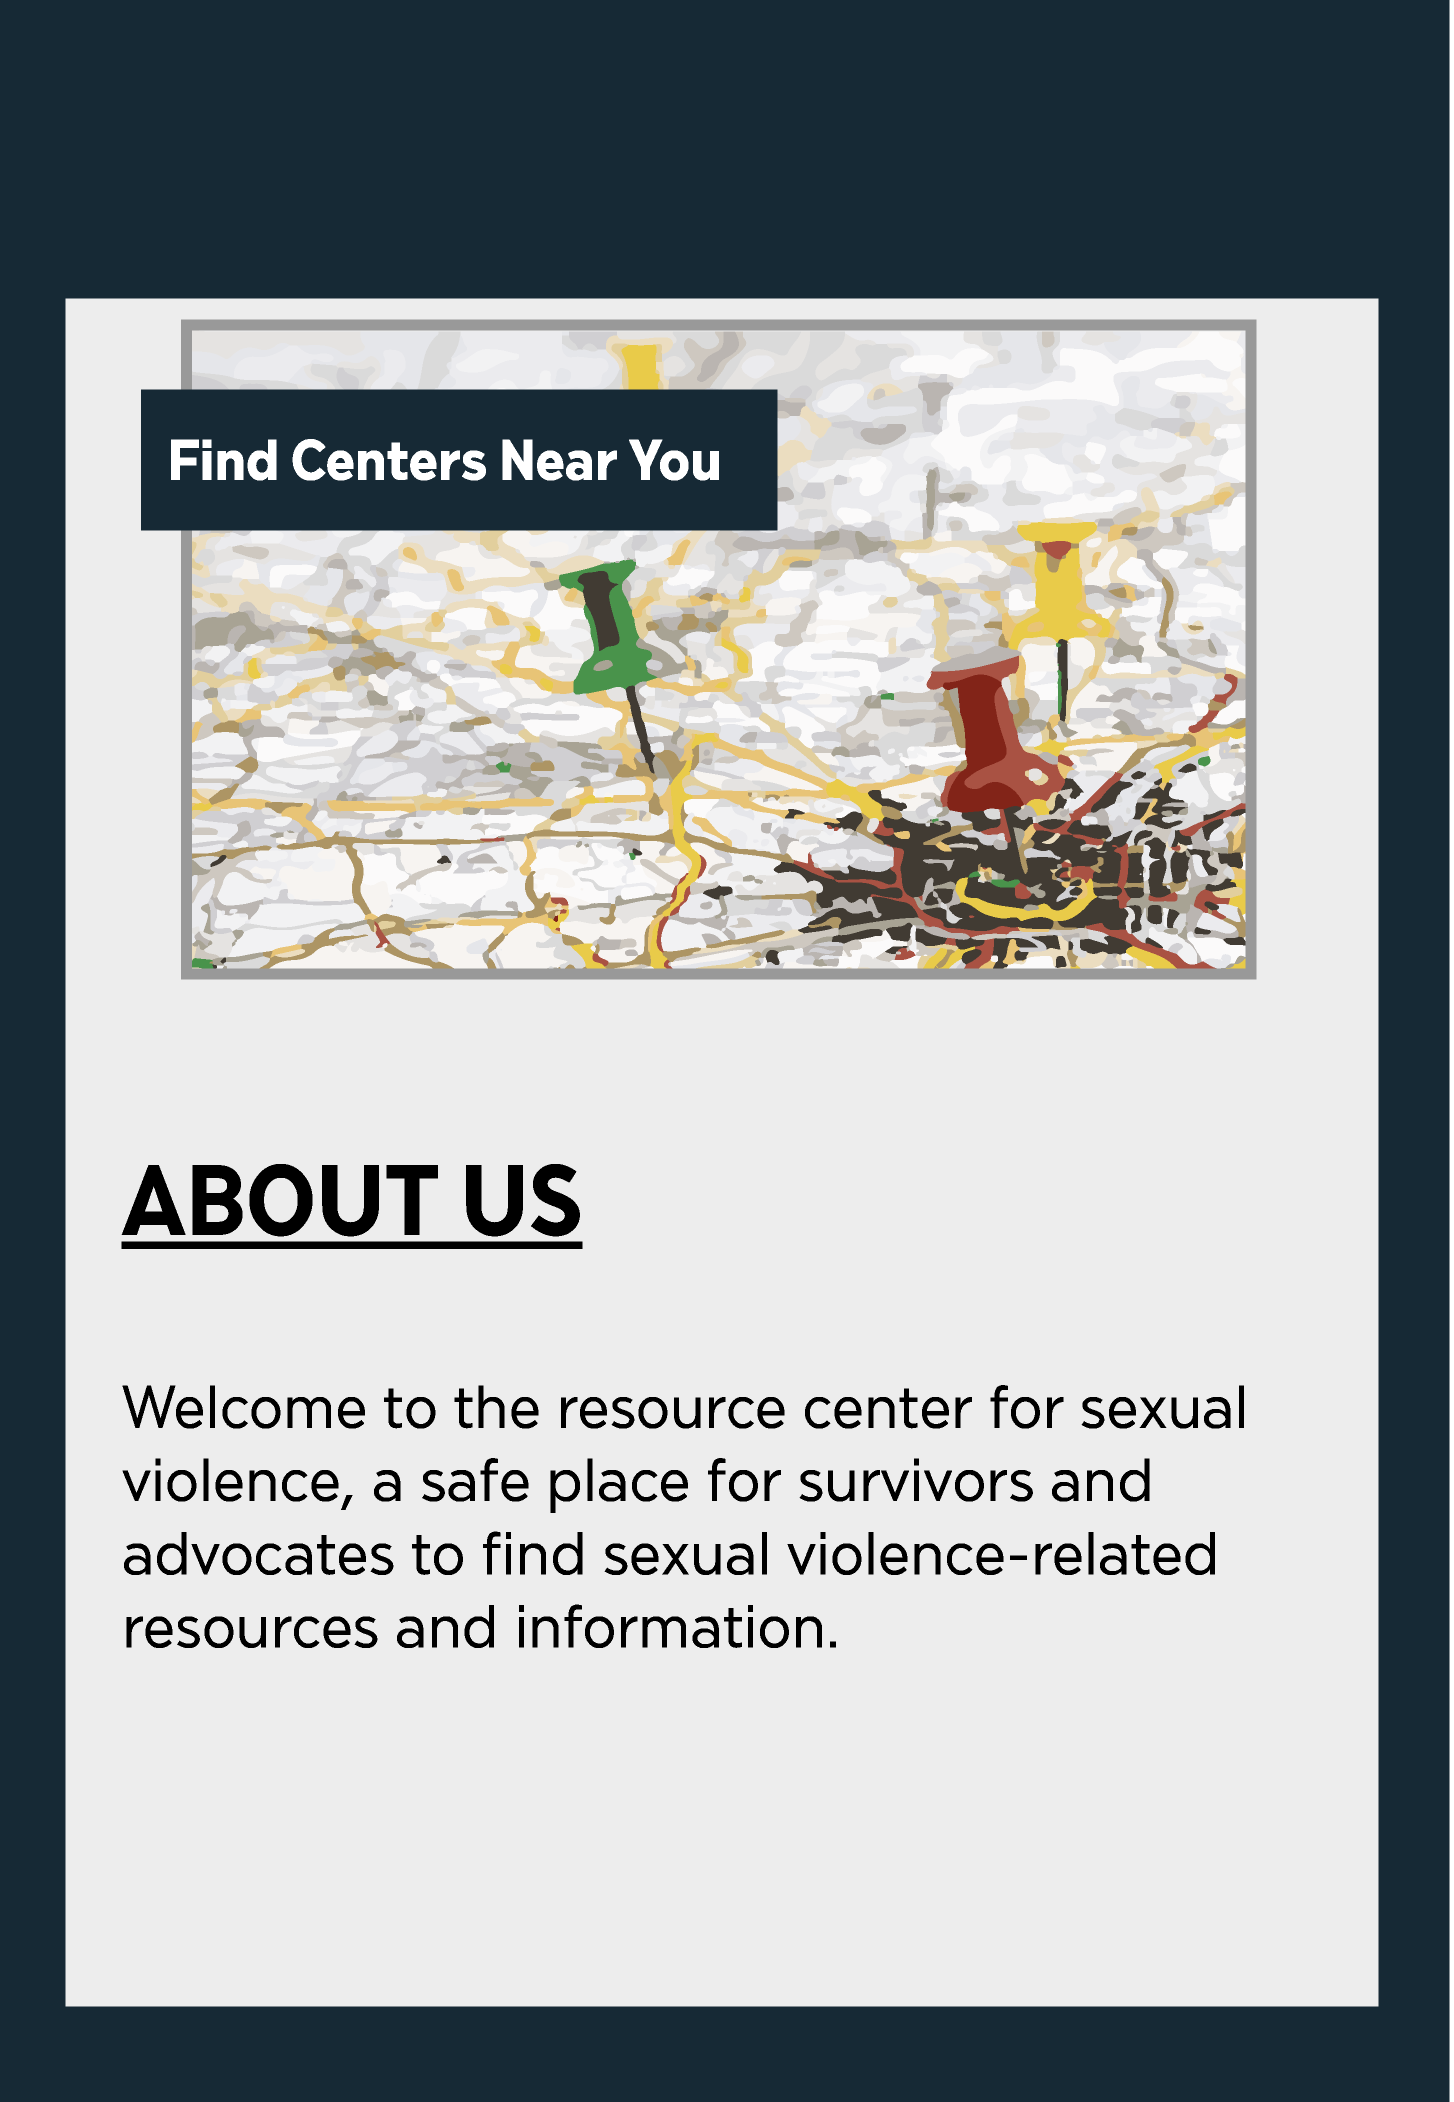 Find Centers Near You
ABOUT US
Welcome to the resource center for sexual
violence, a safe place for survivors and
advocates to find sexual violence-related
resources and information.